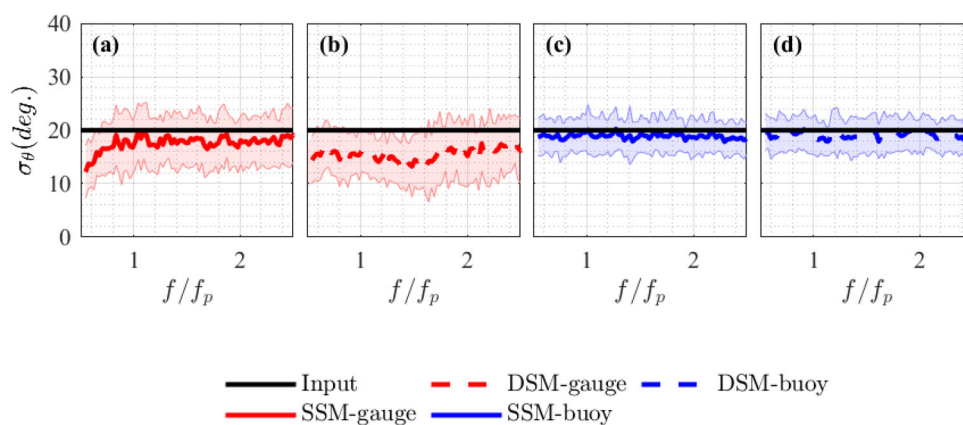 40
30
20
10
0
σθ(deg.)
(a) (b) (c) (d)
1 2 1 2 1 2 1 2
f/fp f/fp f/fp f/fp
Input DSM-gauge DSM-buoy
SSM-gauge SSM-buoy